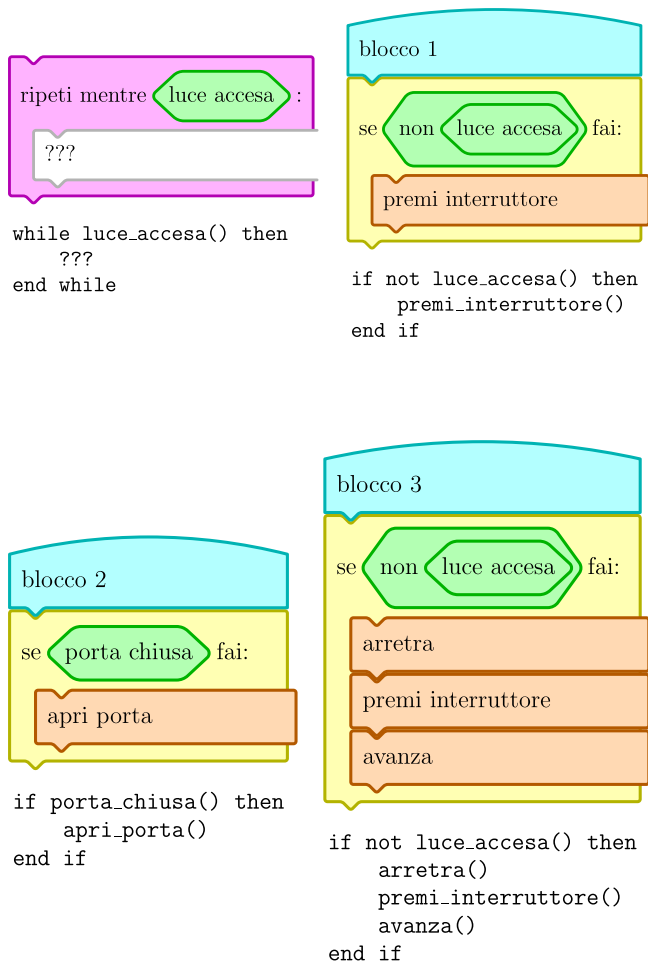 ripeti mentre luce accesa :
???
while luce_accesa() then
???
end while
blocco 1
se non luce accesa fai:
premi interruttore
if not luce_accesa() then
premi_interruttore()
end if
blocco 2
se porta chiusa fai:
apri porta
if porta_chiusa() then
apri_porta()
end if
blocco 3
se non luce accesa fai:
arretra
premi interruttore
avanza
if not luce_accesa() then
arretra()
premi_interruttore()
avanza()
end if